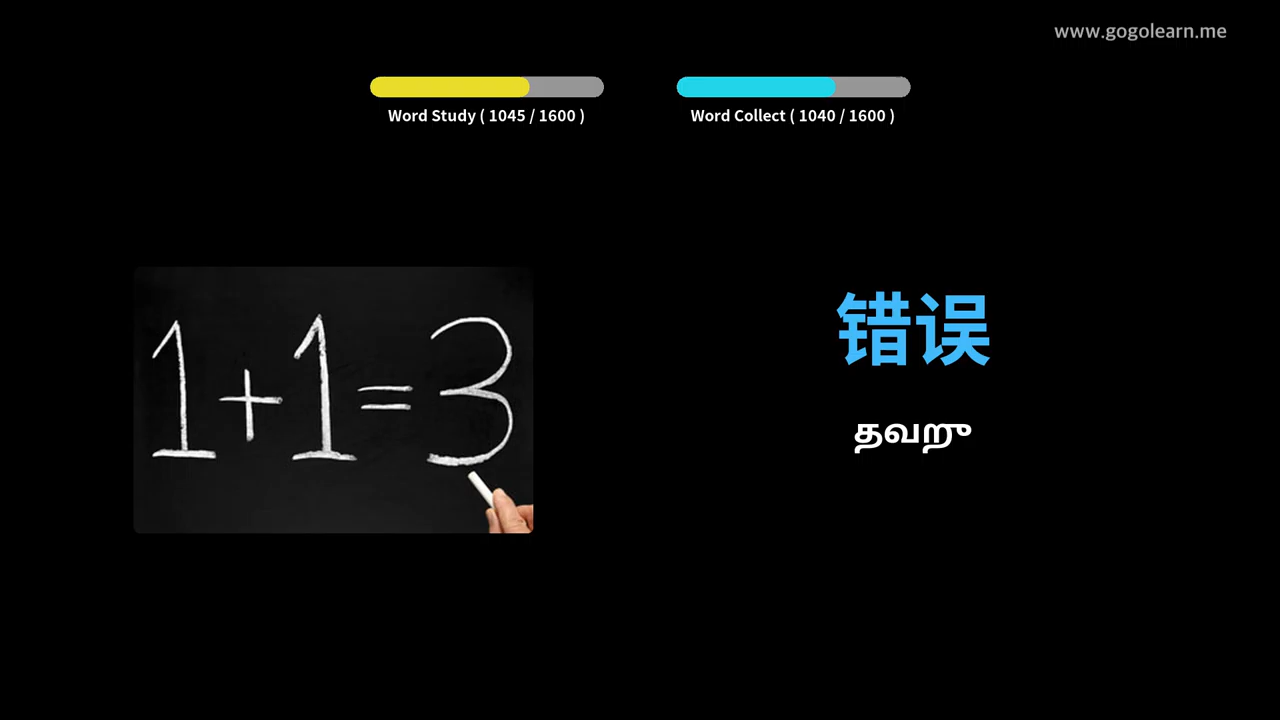 www.gogolearn.me
Word Study ( 1045 / 1600 )
Word Collect ( 1040 / 1600 )
1+1=3
错误
தவறு